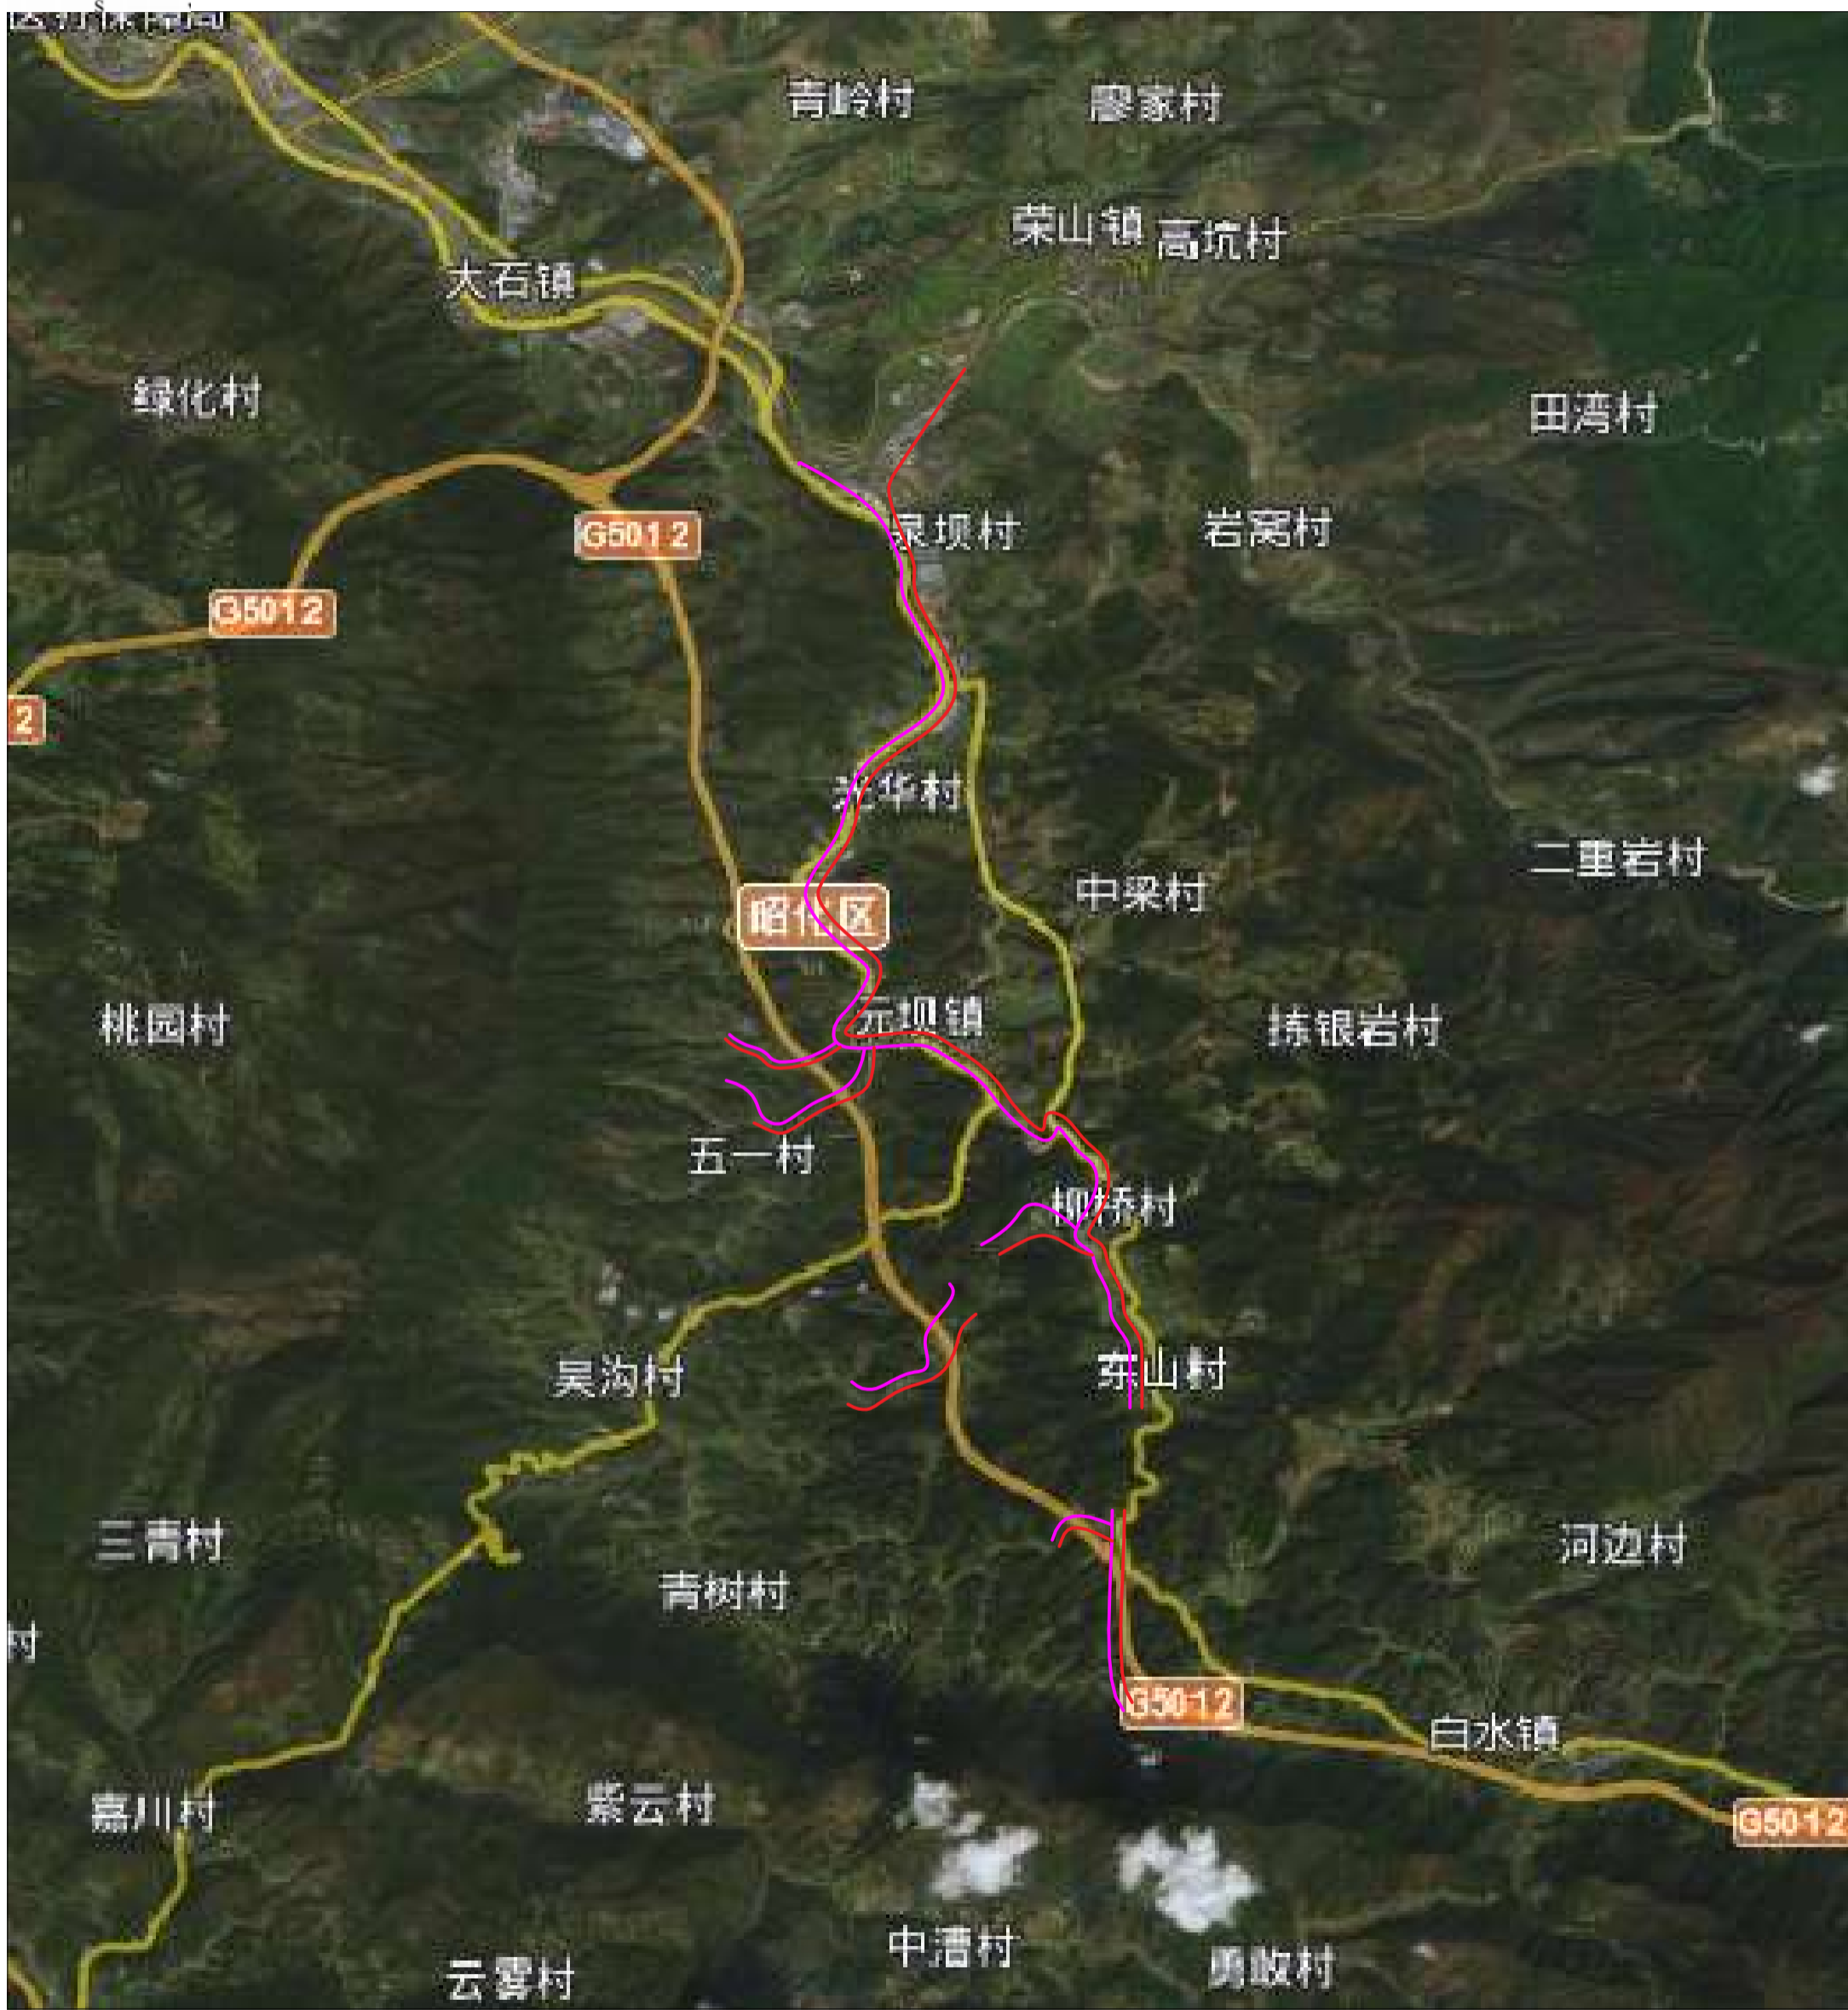 青岭村
廖家村
荣山镇
高坑村
大石镇
绿化村
田湾村
泉坝村
岩窝村
G5012
G5012
2
光华村
二重岩村
中梁村
昭化区
元坝镇
桃园村
拣银岩村
五一村
柳桥村
吴沟村
东山村
三青村
河边村
青树村
村
G5012
白水镇
紫云村
嘉川村
G5012
中漕村
云雾村
勇敢村